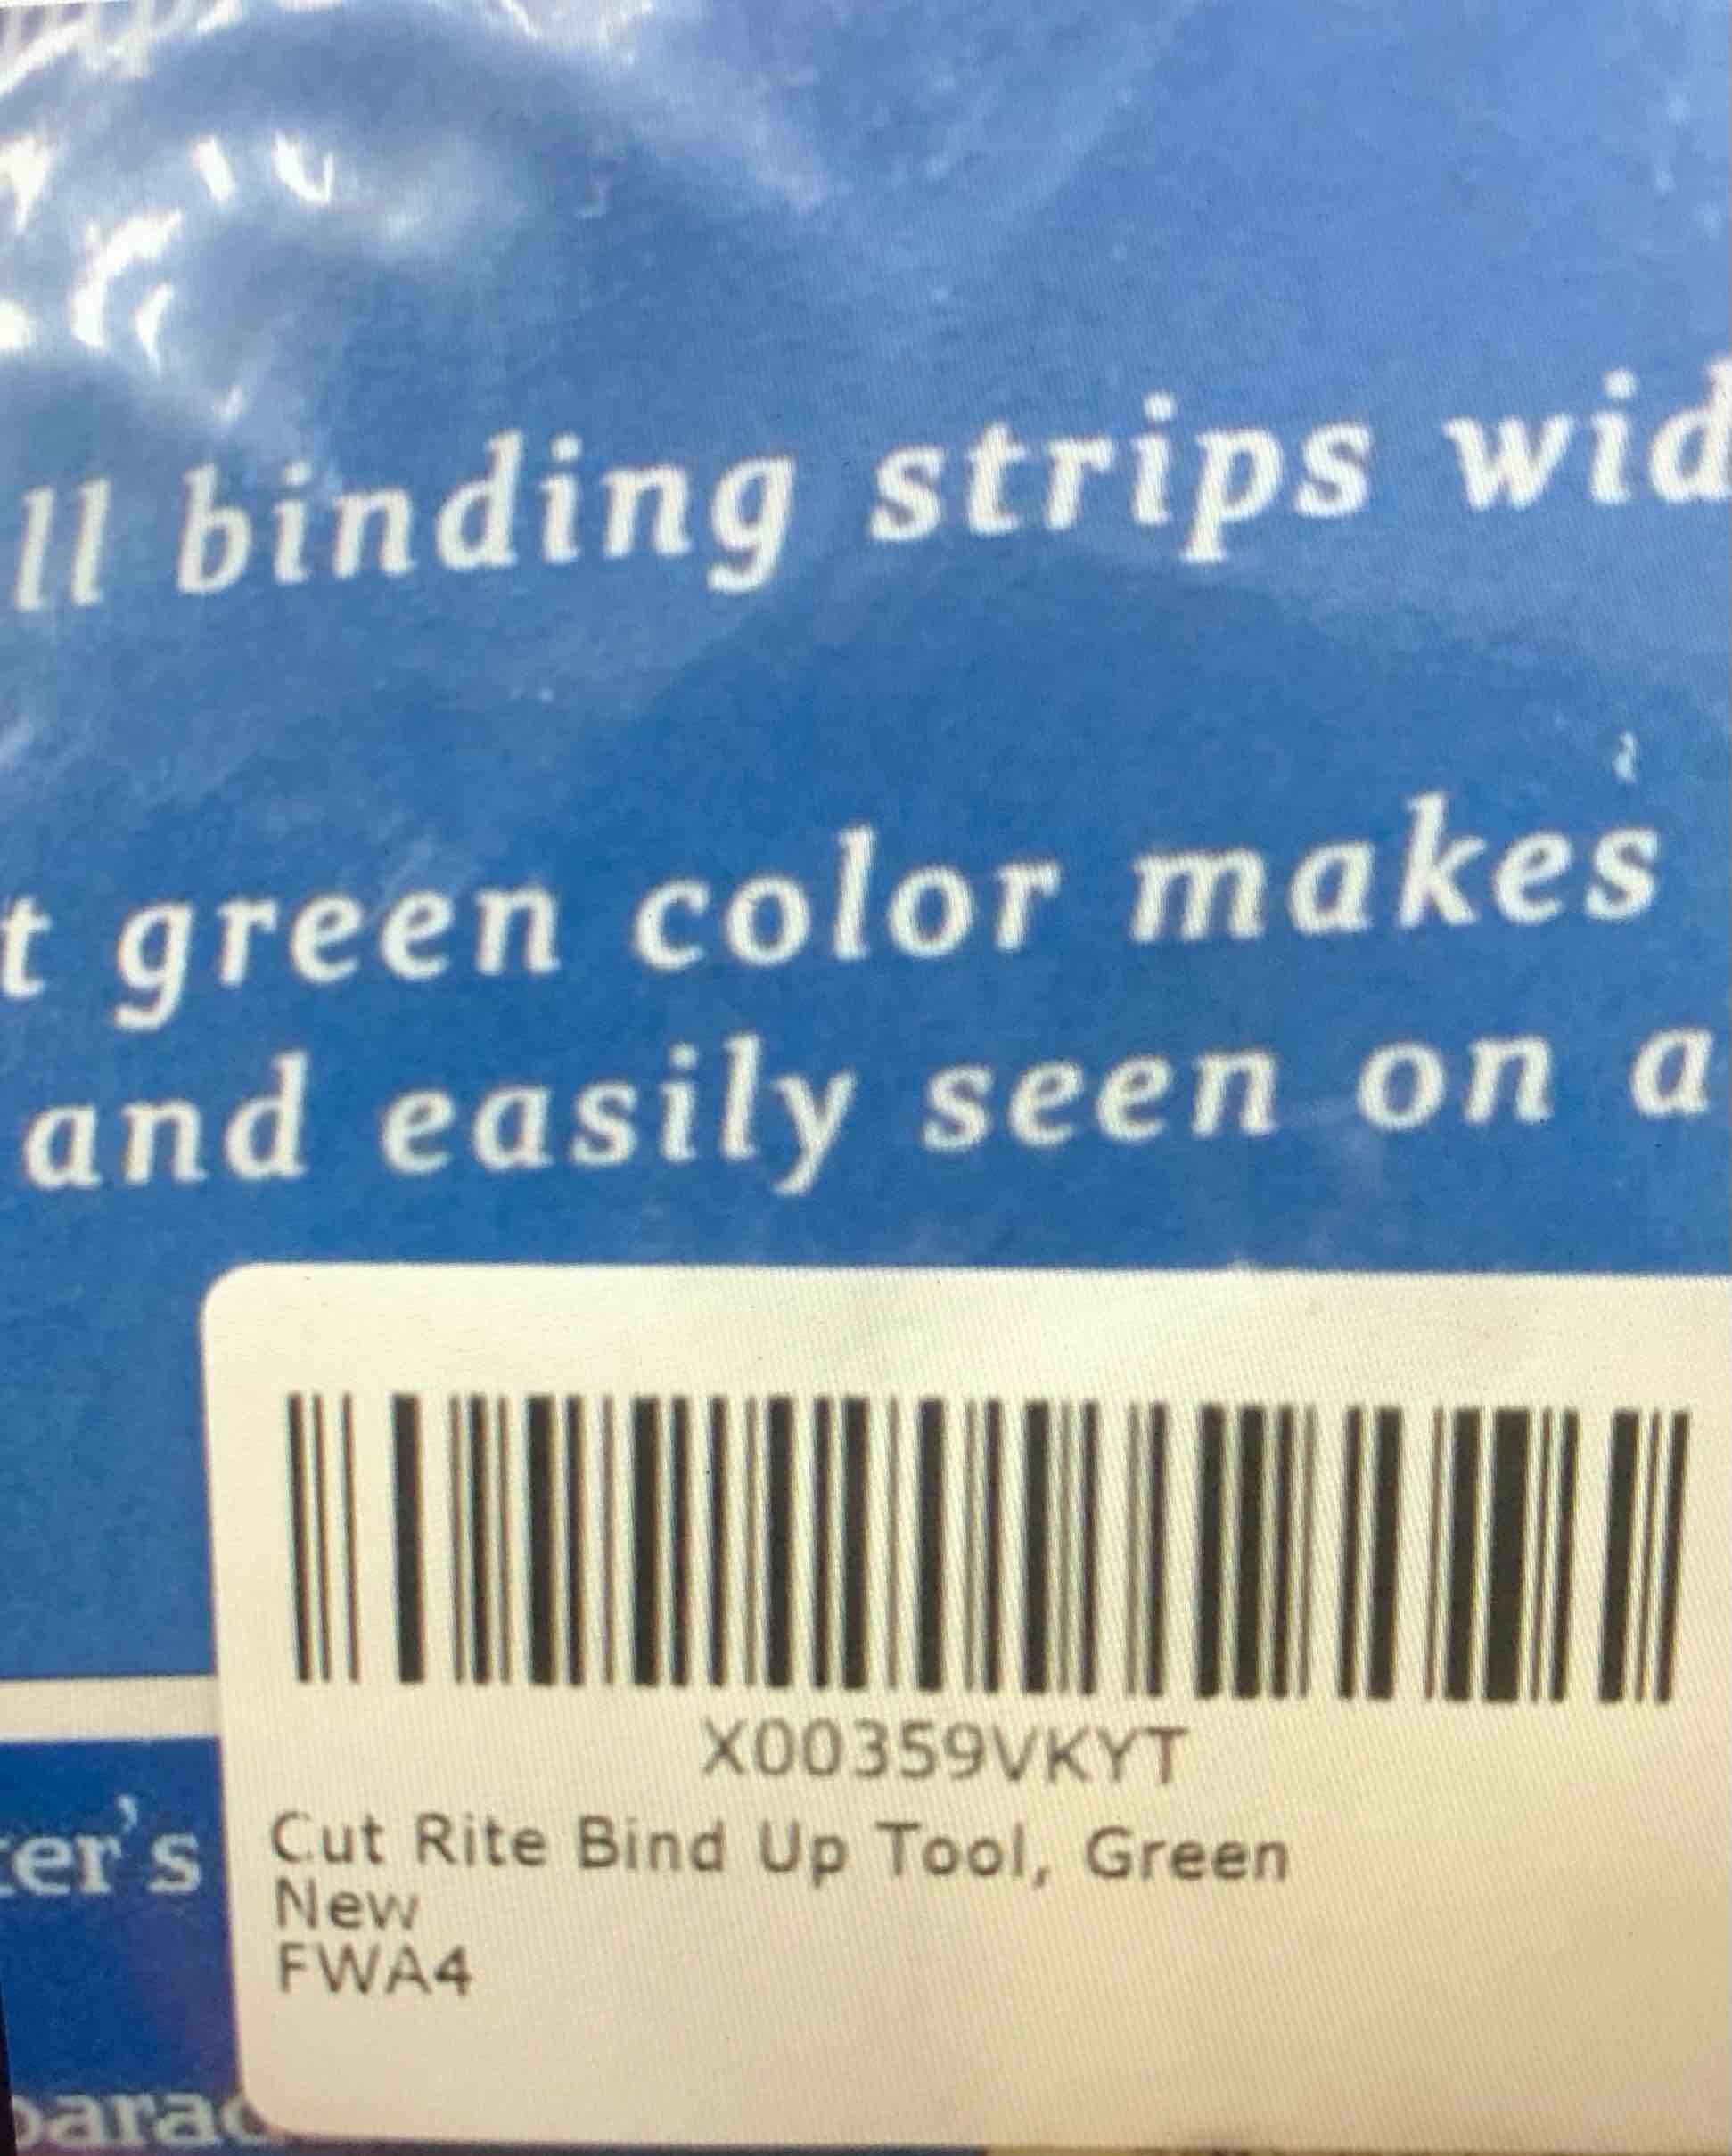 ll binding strips wid
t green color makes
and easily seen on a
X00359VKYT
Cut Rite Bind Up Tool, Green
New
FWA4
er's
parad